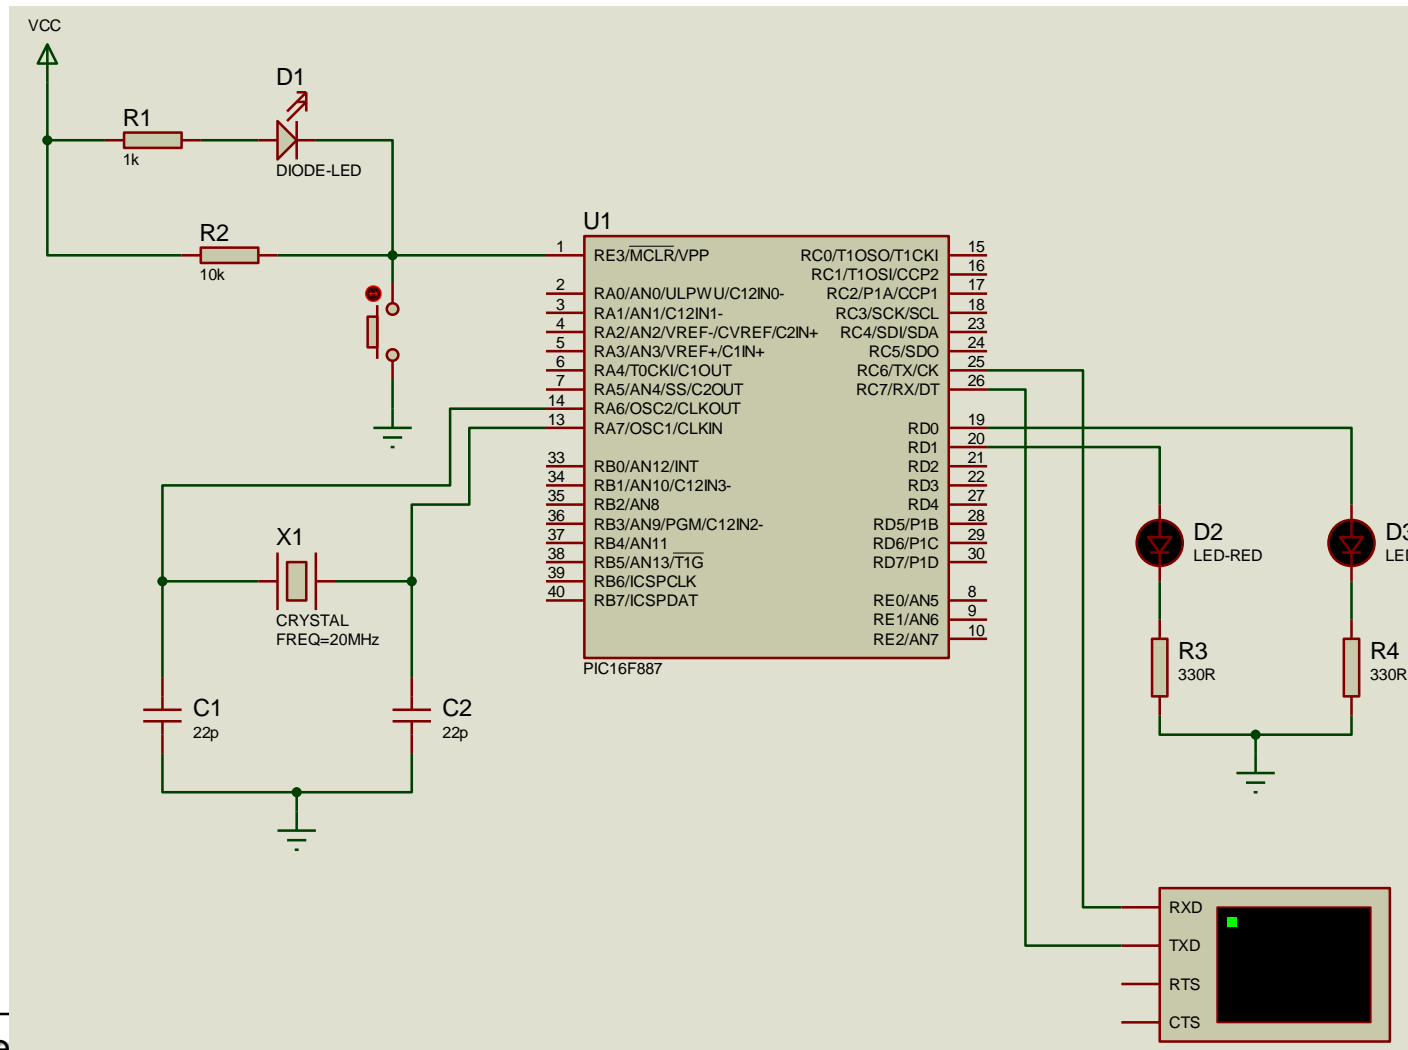 VCC
D1
R1
1k
DIODE-LED
R2
10k
U1
1
2
3
4
5
6
7
14
13
33
34
35
36
37
38
39
40
RE3/MCLR/VPP
RA0/AN0/ULPWU/C12IN0-
RA1/AN1/C12IN1-
RA2/AN2/VREF-/CVREF/C2IN+
RA3/AN3/VREF+/C1IN+
RA4/T0CKI/C1OUT
RA5/AN4/SS/C2OUT
RA6/OSC2/CLKOUT
RA7/OSC1/CLKIN
RB0/AN12/INT
RB1/AN10/C12IN3-
RB2/AN8
RB3/AN9/PGM/C12IN2-
RB4/AN11
RB5/AN13/T1G
RB6/ICSPCLK
RB7/ICSPDAT
RC0/T1OSO/T1CKI
RC1/T1OSI/CCP2
RC2/P1A/CCP1
RC3/SCK/SCL
RC4/SDI/SDA
RC5/SDO
RC6/TX/CK
RC7/RX/DT
RD0
RD1
RD2
RD3
RD4
RD5/P1B
RD6/P1C
RD7/P1D
RE0/AN5
RE1/AN6
RE2/AN7
15
16
17
18
23
24
25
26
19
20
21
22
27
28
29
30
8
9
10
PIC16F887
X1
CRYSTAL
FREQ=20MHz
C1
22p
C2
22p
D2
LED-RED
R3
330R
R4
330R
RXD
TXD
RTS
CTS